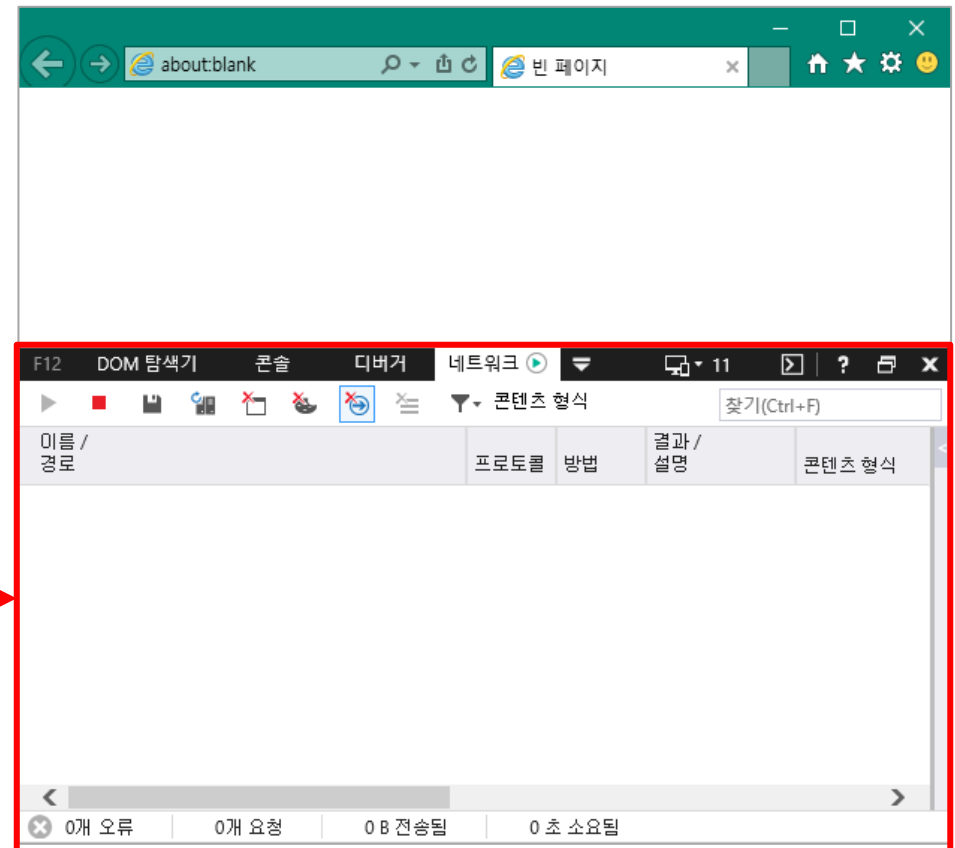 about:blank
빈 페이지
F12 DOM 탐색기 콘솔 디버거 네트워크 11 ?
콘텐츠 형식 찾기(Ctrl+F)
이름 /
경로 프로토콜 방법 결과 /
설명 콘텐츠 형식
0개 오류 0개 요청 0 B 전송됨 0 초 소요됨